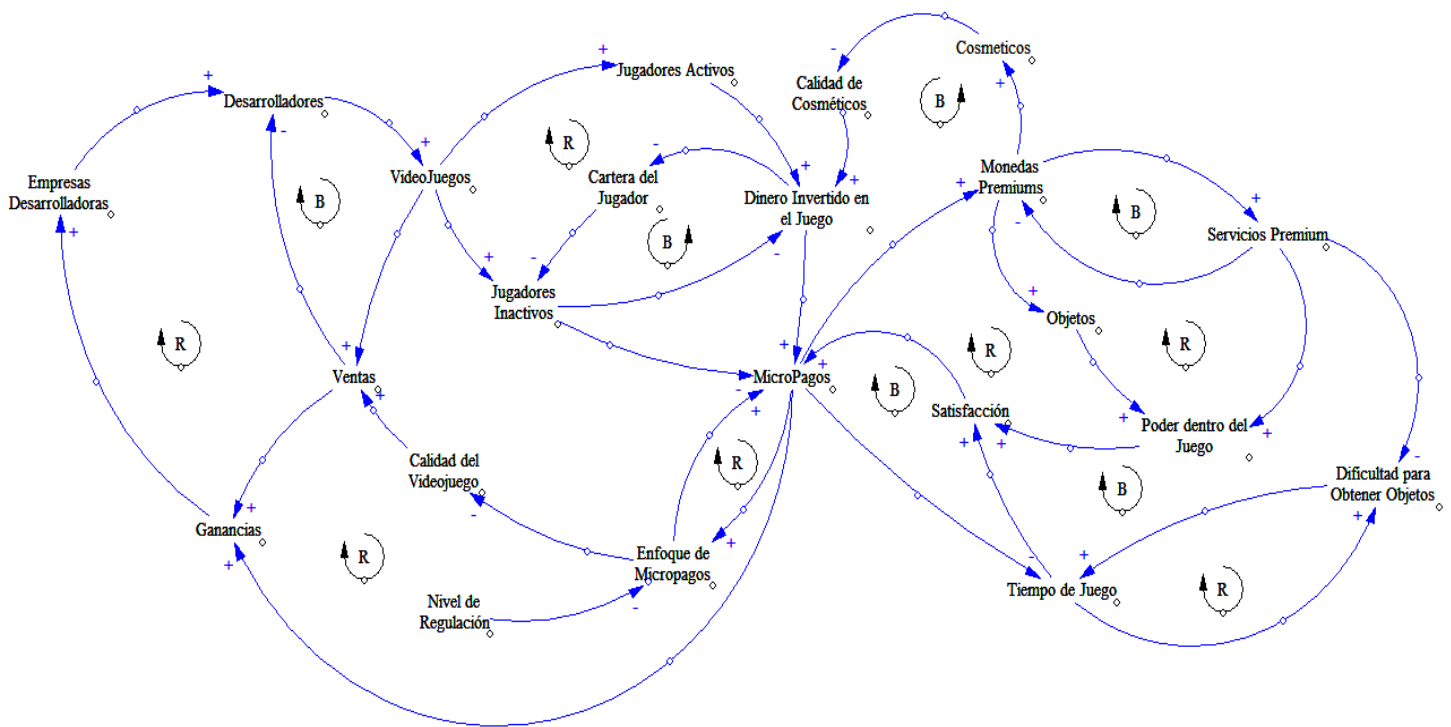 Cosmeticos
Jugadores Activos
Calidad de
Cosméticos
Desarrolladores
B
R
VideoJuegos
Empresas
Desarrolladoras
Cartera del
Jugador
Dinero Invertido en
el Juego
Monedas
Premiums
B
B
B
Servicios Premium
Jugadores
Inactivos
Objetos
R
R
R
Ventas
MicroPagos
B
Satisfacción
Poder dentro del
Juego
Calidad del
Videojuego
R
B
Dificultad para
Obtener Objetos
Ganancias
R
Enfoque de
Micropagos
Tiempo de Juego
R
Nivel de
Regulación